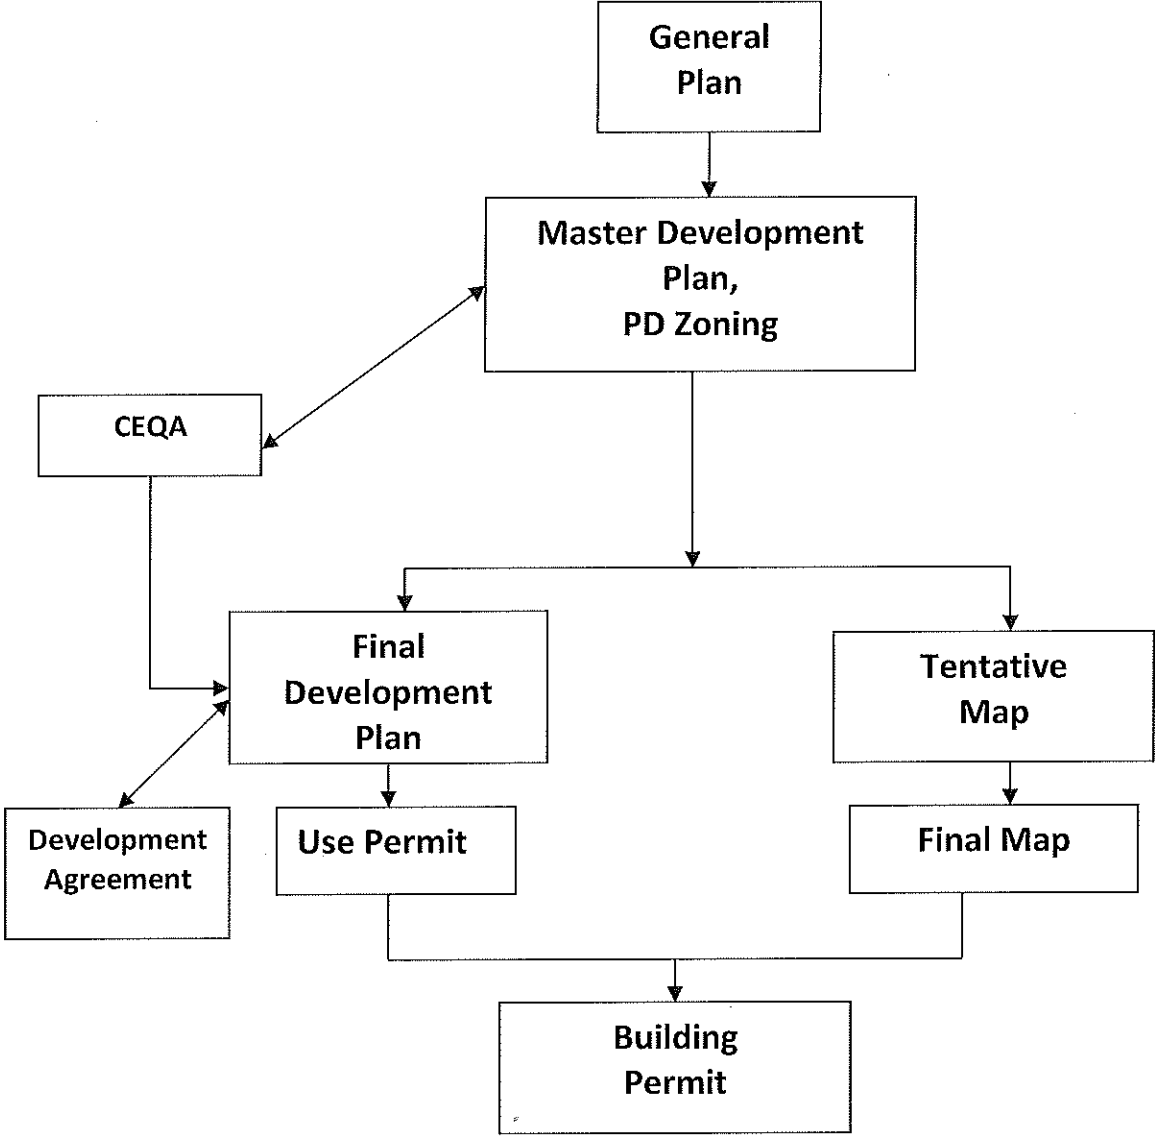 General
Plan
Master Development
Plan,
PD Zoning
CEQA
Final
Development
Plan
Tentative
Map
Development
Agreement
Use Permit
Final Map
Building
Permit